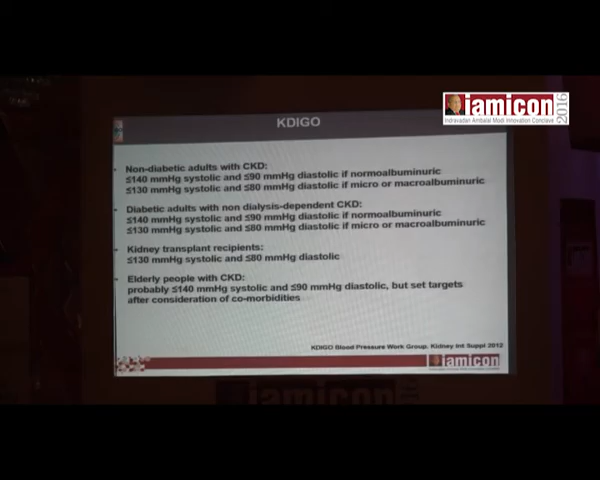 iamicon 2016
Indravadan Ambalal Modi Innovation Conclave
KDIGO
Non-diabetic adults with CKD:
≤140 mmHg systolic and ≤90 mmHg diastolic if normoalbuminuric
≤130 mmHg systolic and ≤80 mmHg diastolic if micro or macroalbuminuric
Diabetic adults with non dialysis-dependent CKD:
≤140 mmHg systolic and ≤90 mmHg diastolic if normoalbuminuric
≤130 mmHg systolic and ≤80 mmHg diastolic if micro or macroalbuminuric
Kidney transplant recipients:
≤130 mmHg systolic and ≤80 mmHg diastolic
Elderly people with CKD:
probably ≤140 mmHg systolic and ≤90 mmHg diastolic, but set targets
after consideration of co-morbidities
KDIGO Blood Pressure Work Group. Kidney Int Suppl 2012
iamicon
iamicon